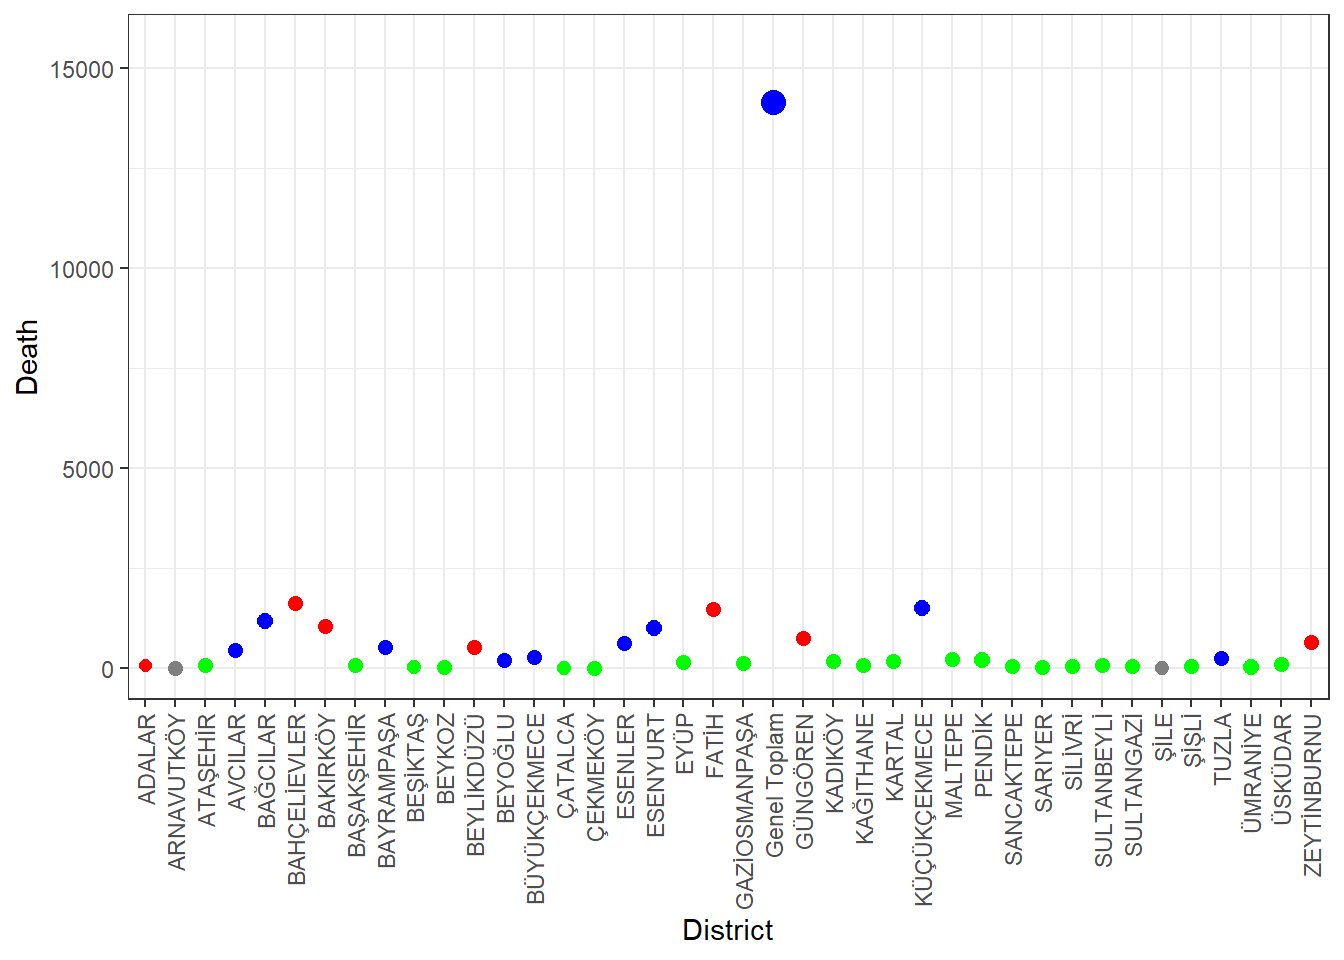 15000
10000
5000
0
Death
ADALAR
ARNAVUTKÖY
ATAŞEHİR
AVCILAR
BAĞCILAR
BAHÇELİEVLER
BAKIRKÖY
BAŞAKŞEHİR
BAYRAMPAŞA
BEŞİKTAŞ
BEYKOZ
BEYLİKDÜZÜ
BEYOĞLU
BÜYÜKÇEKMECE
ÇATALCA
ÇEKMEKÖY
ESENLER
ESENYURT
EYÜP
FATİH
GAZİOSMANPAŞA
Genel Toplam
GÜNGÖREN
KADIKÖY
KAĞITHANE
KARTAL
KÜÇÜKÇEKMECE
MALTEPE
PENDİK
SANCAKTEPE
SARIYER
SİLİVRİ
SULTANBEYLİ
SULTANGAZİ
ŞİLE
ŞİŞLİ
TUZLA
ÜMRANİYE
ÜSKÜDAR
ZEYTİNBURNU
District